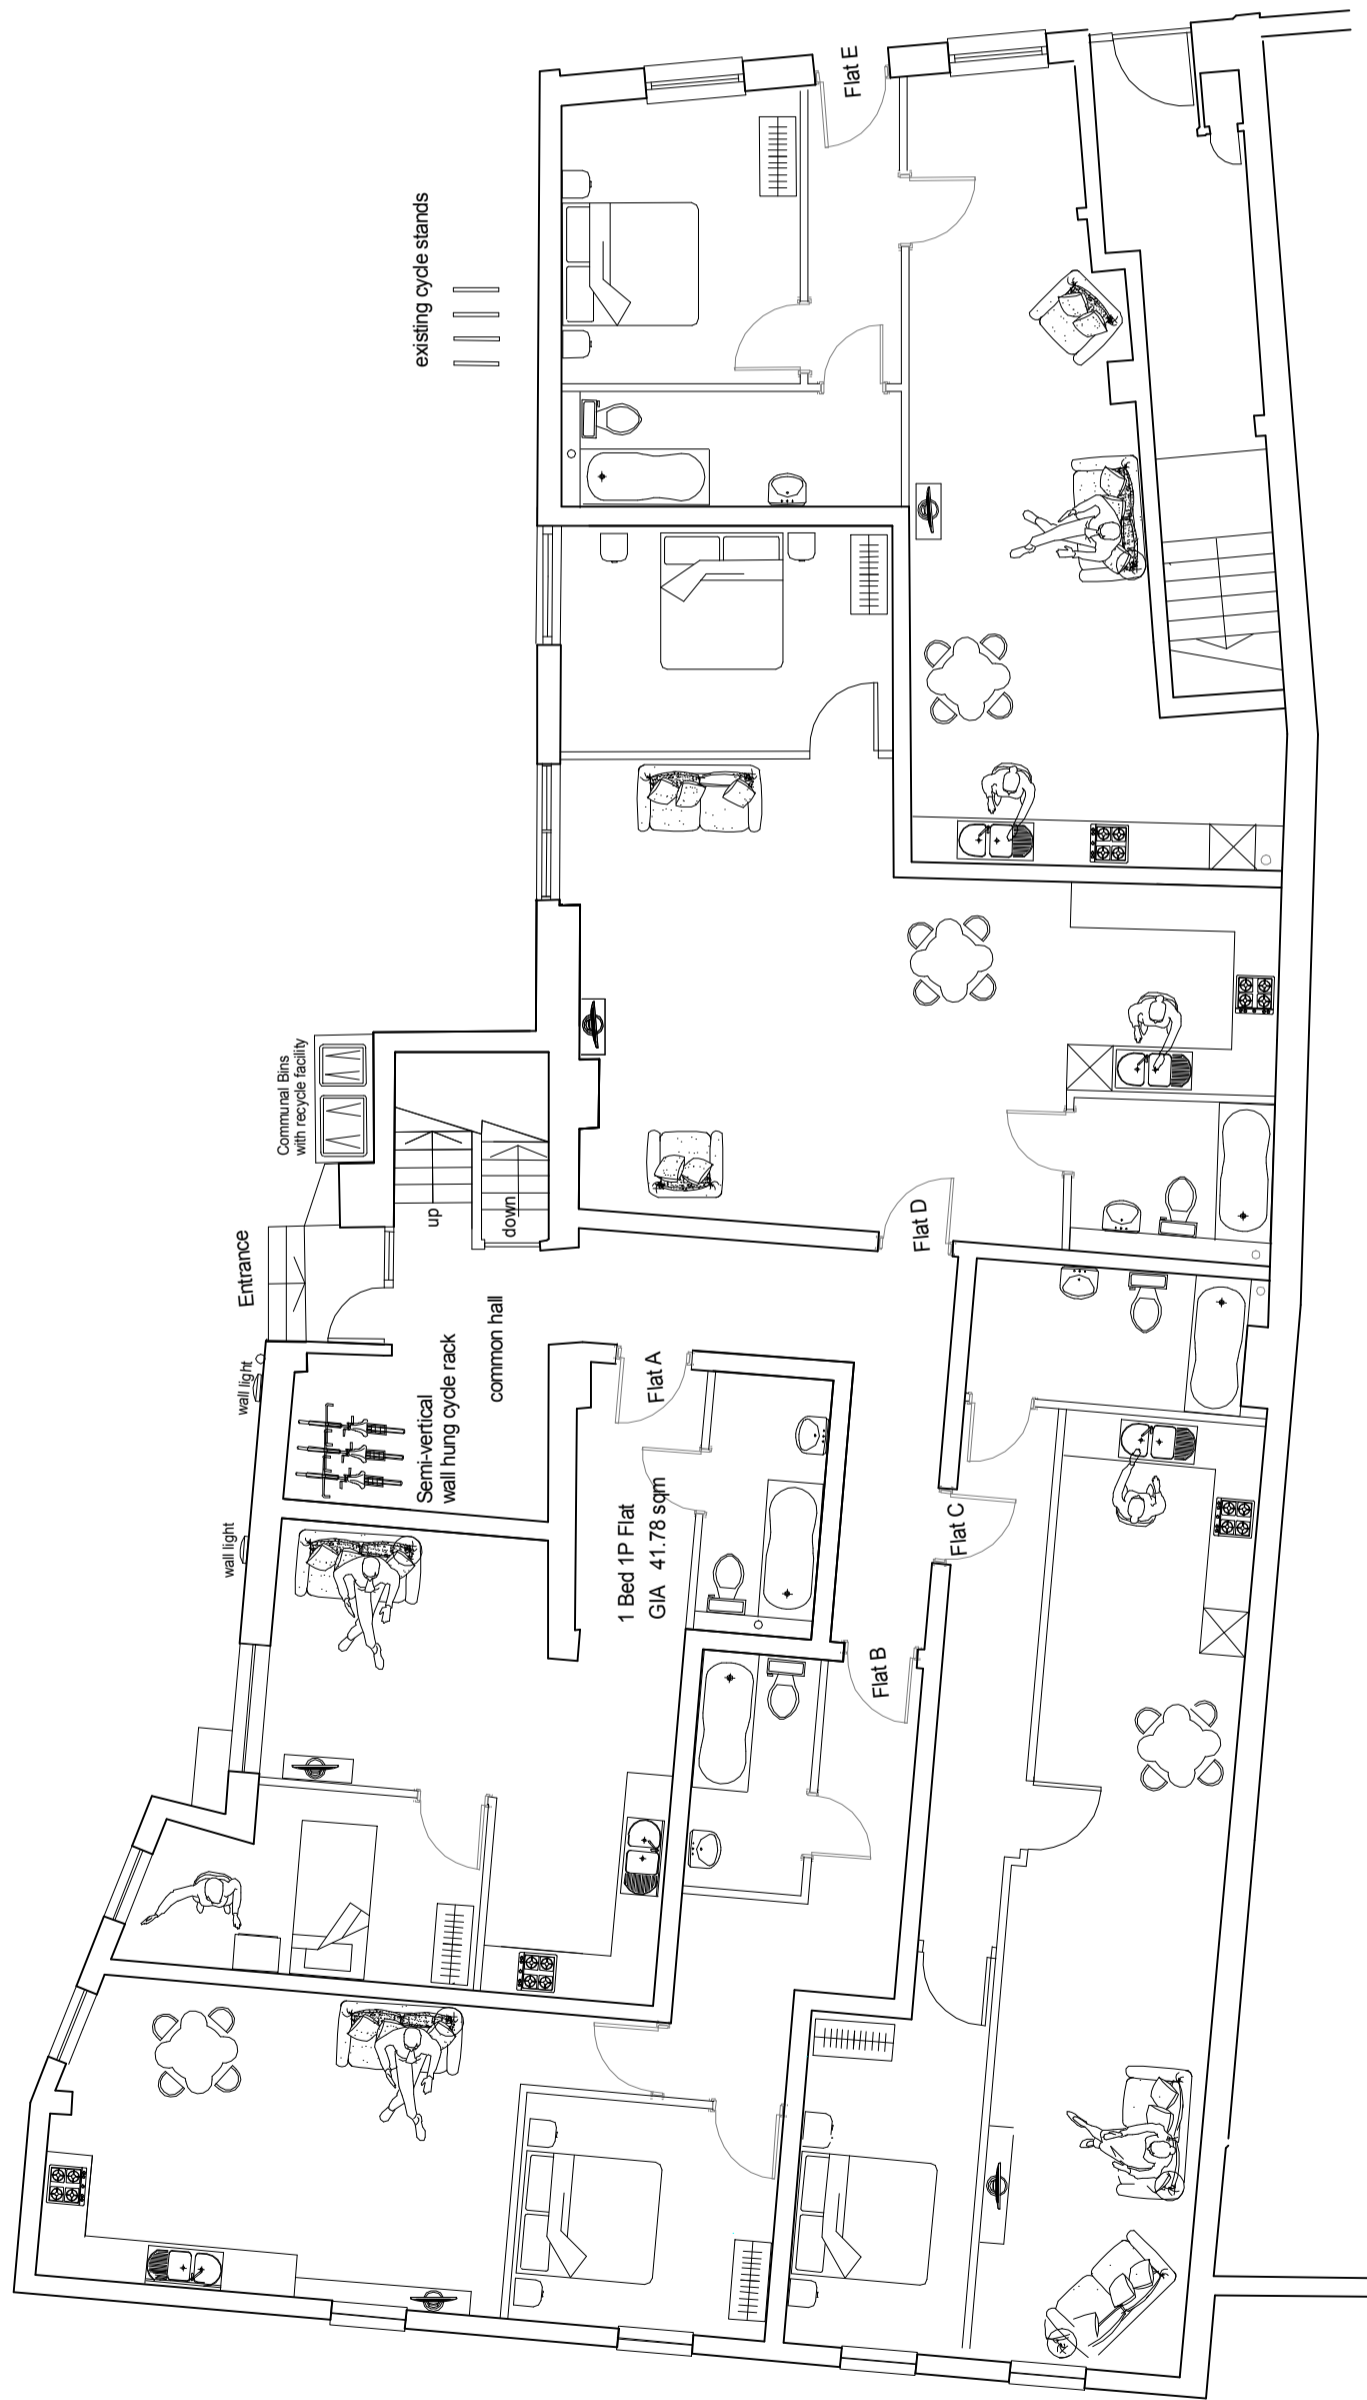 Flat E
existing cycle stands
Communal Bins
with recycle facility
up
down
Flat D
Entrance
common hall
Semi-vertical
wall hung cycle rack
wall light
wall light
Flat A
1 Bed 1P Flat
GIA 41.78 sqm
Flat C
Flat B